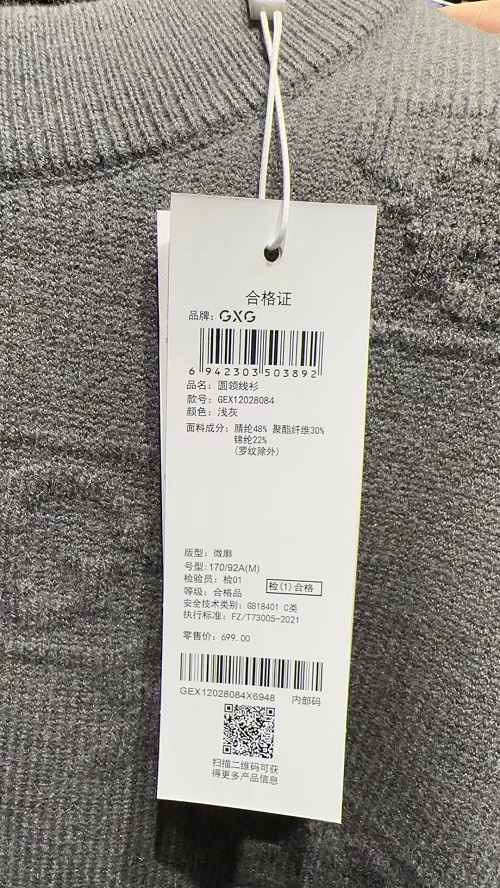 合格证
品牌: GXG
6 942303 503892
品名: 圆领线衫
款号: GEX12028084
颜色: 浅灰
面料成分: 腈纶48% 聚酯纤维30%
锦纶22%
(罗纹除外)
版型: 微廓
号型: 170/92A(M)
检验员: 检01
检(1)合格
等级: 合格品
安全技术类别: GB18401 C类
执行标准: FZ/T73005-2021
零售价: 699.00
GEX12028084X6948 内部码
扫描二维码可获
得更多产品信息